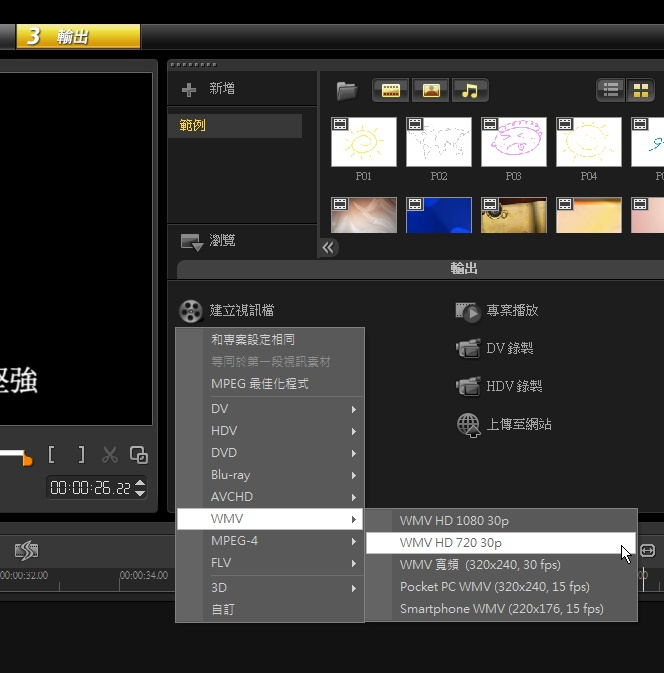 3 輸出
新增
範例
P01
P02
P03
P04
瀏覽
輸出
建立視訊檔
專案播放
DV 錄製
HDV 錄製
上傳至網站
和專案設定相同
等同於第一段視訊素材
MPEG 最佳化程式
DV
HDV
DVD
Blu-ray
AVCHD
WMV
MPEG-4
FLV
3D
自訂
WMV HD 1080 30p
WMV HD 720 30p
WMV 寬頻 (320x240, 30 fps)
Pocket PC WMV (320x240, 15 fps)
Smartphone WMV (220x176, 15 fps)
堅強
00:00:26.22
00:00:32.00
00:00:34.00